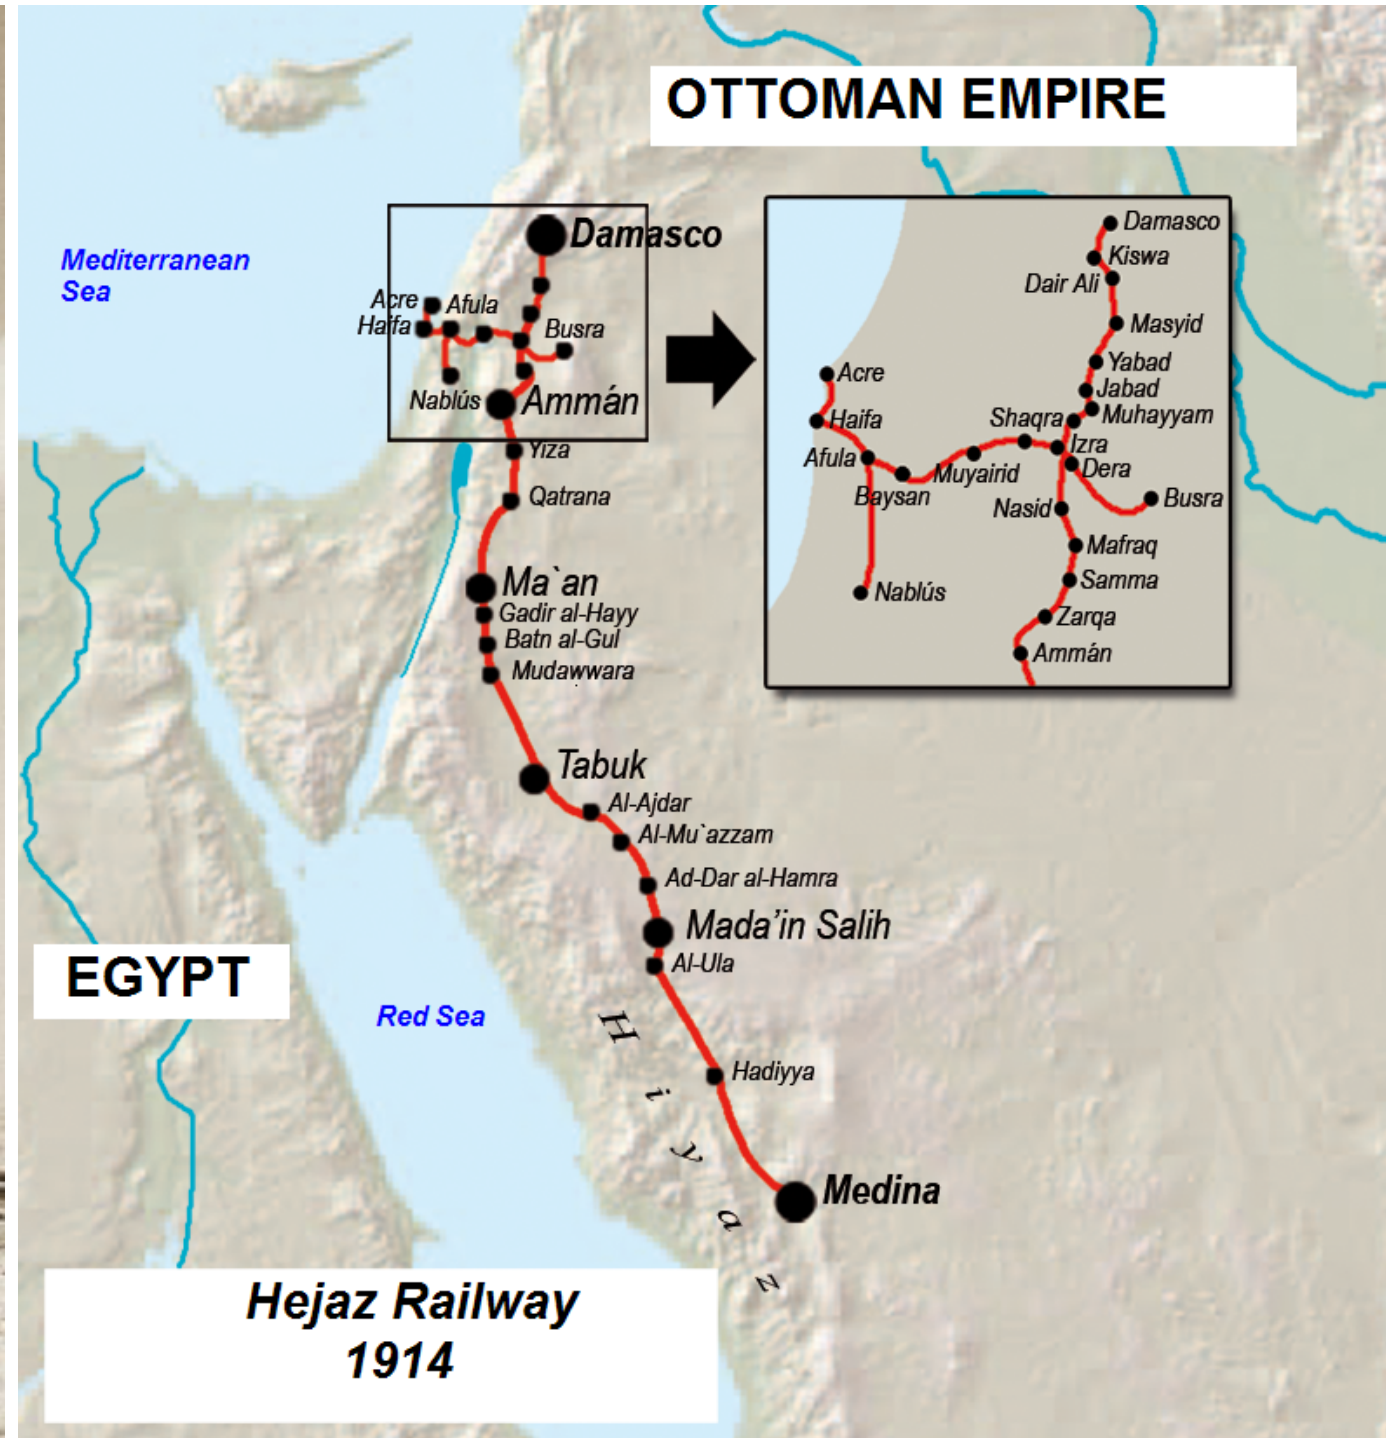 OTTOMAN EMPIRE
Mediterranean
Sea
Damasco
Acre
Afula
Haifa
Busra
Nablús
Ammán
Yiza
Qatrana
Ma`an
Gadir al-Hayy
Batn al-Gul
Mudawwara
Tabuk
Al-Ajdar
Al-Mu`azzam
Ad-Dar al-Hamra
Mada’in Salih
Al-Ula
Hadiyya
Medina
Hiyaz
EGYPT
Red Sea
Damasco
Kiswa
Dair Ali
Masyid
Yabad
Jabad
Muhayyam
Shaqra
Izra
Dera
Acre
Haifa
Afula
Baysan
Muyairid
Nasid
Busra
Mafraq
Samma
Nablús
Zarqa
Ammán
Hejaz Railway
1914